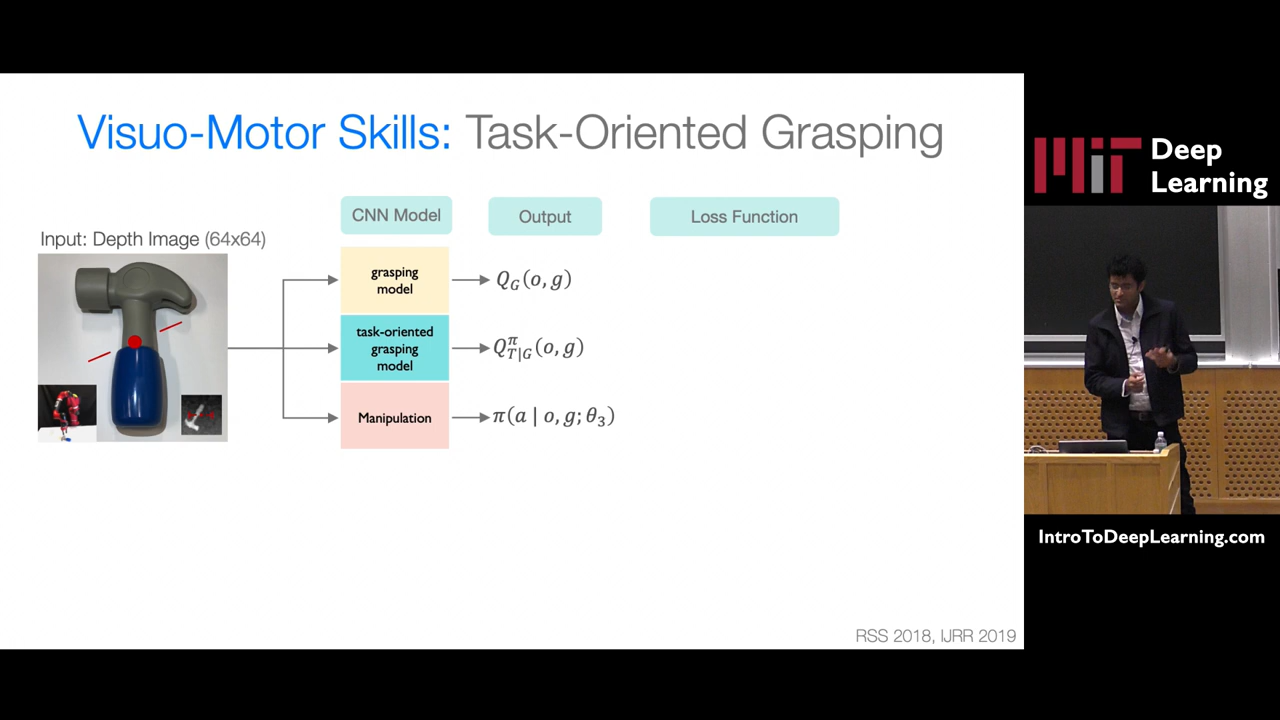 Visuo-Motor Skills: Task-Oriented Grasping
CNN Model
Output
Loss Function
Input: Depth Image (64x64)
grasping
model
Q_G(o, g)
task-oriented
grasping
model
Q^π_{T|G}(o, g)
Manipulation
π(a | o, g; θ₃)
RSS 2018, IJRR 2019
MIT
Deep
Learning
IntroToDeepLearning.com